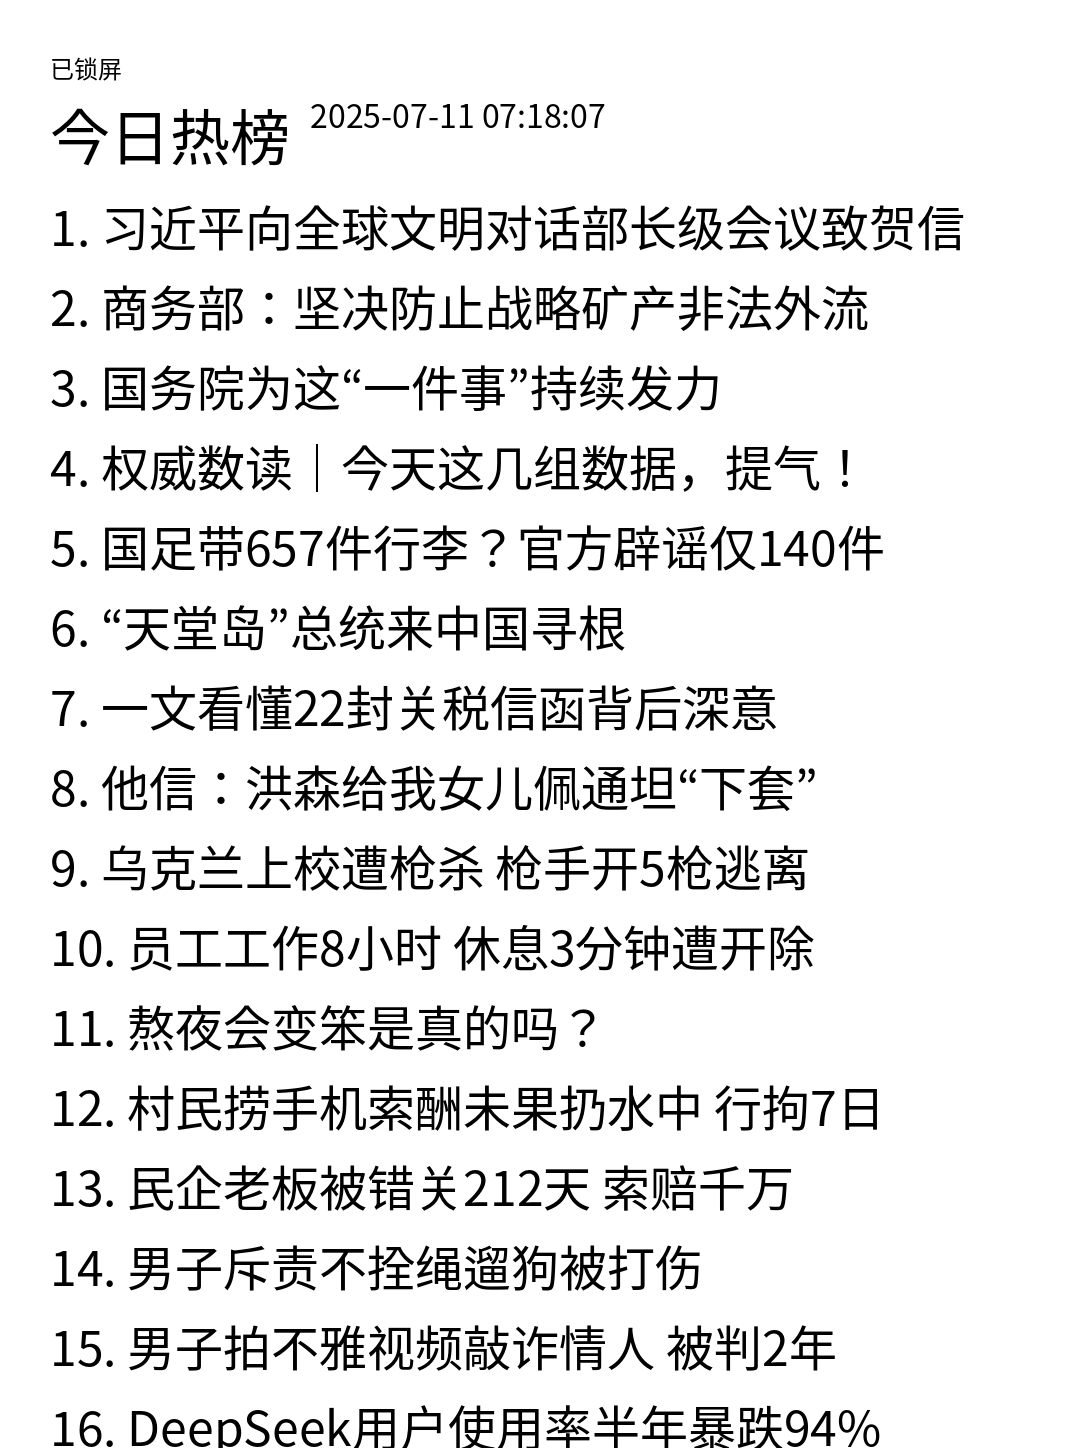 已锁屏
今日热榜 2025-07-11 07:18:07
1. 习近平向全球文明对话部长级会议致贺信
2. 商务部：坚决防止战略矿产非法外流
3. 国务院为这“一件事”持续发力
4. 权威数读｜今天这几组数据，提气！
5. 国足带657件行李？官方辟谣仅140件
6. “天堂岛”总统来中国寻根
7. 一文看懂22封关税信函背后深意
8. 他信：洪森给我女儿佩通坦“下套”
9. 乌克兰上校遭枪杀 枪手开5枪逃离
10. 员工工作8小时 休息3分钟遭开除
11. 熬夜会变笨是真的吗？
12. 村民捞手机索酬未果扔水中 行拘7日
13. 民企老板被错关212天 索赔千万
14. 男子斥责不拴绳遛狗被打伤
15. 男子拍不雅视频敲诈情人 被判2年
16. DeepSeek用户使用率半年暴跌94%